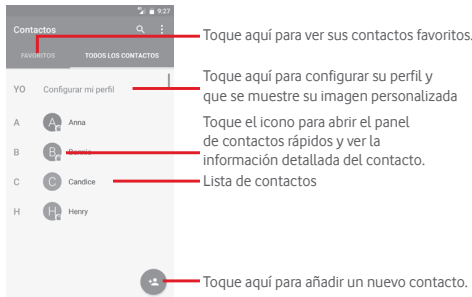 9:27
Contactos
FAVORITOS TODOS LOS CONTACTOS
YO Configurar mi perfil
A A Anna
B B
C C Candice
H H Henry
Toque aquí para ver sus contactos favoritos.
Toque aquí para configurar su perfil y
que se muestre su imagen personalizada
Toque el icono para abrir el panel
de contactos rápidos y ver la
información detallada del contacto.
Lista de contactos
Toque aquí para añadir un nuevo contacto.